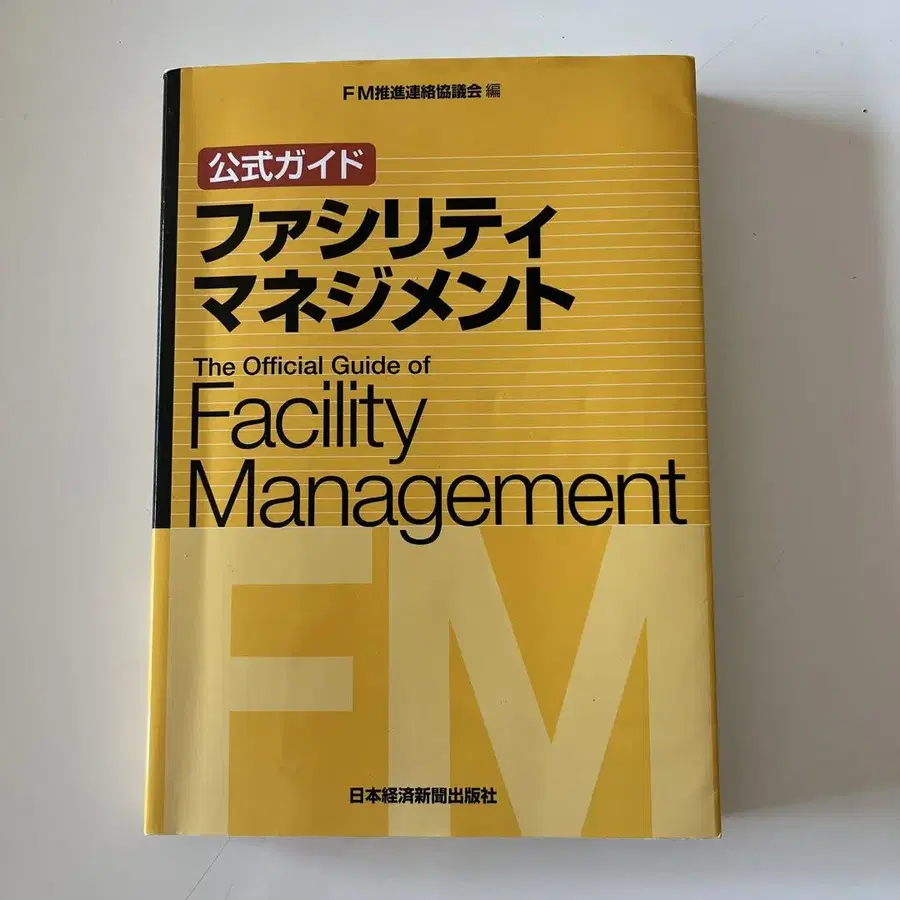 FM推進連絡協議会 編
公式ガイド
ファシリティ
マネジメント
The Official Guide of
Facility
Management
FM
日本経済新聞出版社